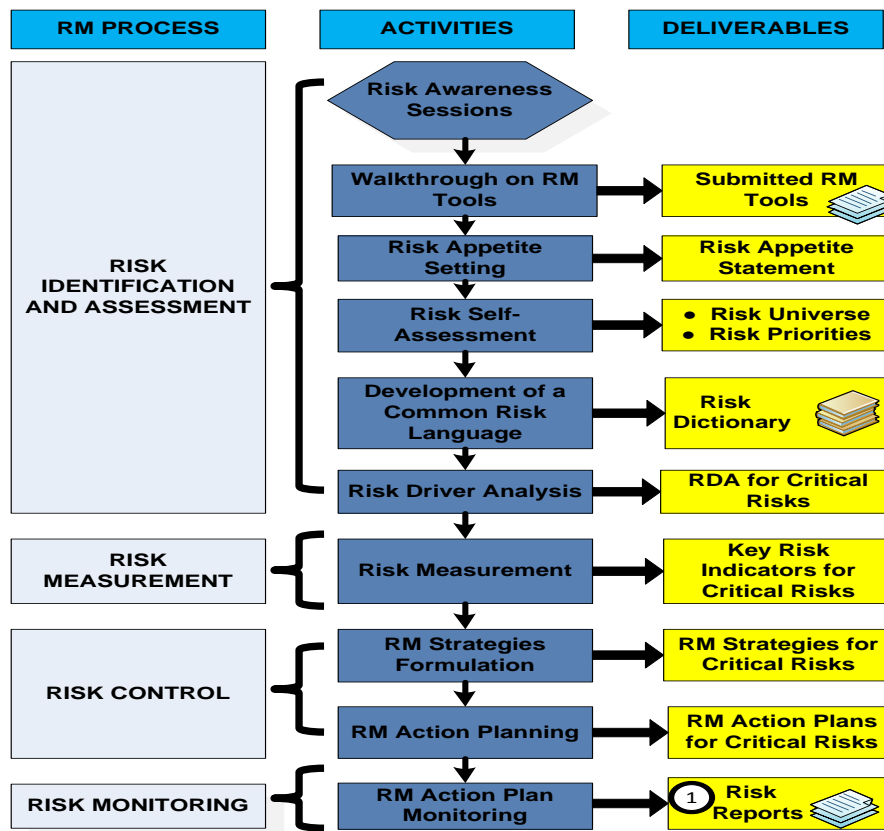 RM PROCESS
ACTIVITIES
DELIVERABLES
RISK
IDENTIFICATION
AND ASSESSMENT
Risk Awareness
Sessions
Walkthrough on RM
Tools
Submitted RM
Tools
Risk Appetite
Setting
Risk Appetite
Statement
Risk Self-
Assessment
• Risk Universe
• Risk Priorities
Development of a
Common Risk
Language
Risk
Dictionary
Risk Driver Analysis
RDA for Critical
Risks
RISK
MEASUREMENT
Risk Measurement
Key Risk
Indicators for
Critical Risks
RISK CONTROL
RM Strategies
Formulation
RM Strategies for
Critical Risks
RM Action Planning
RM Action Plans
for Critical Risks
RISK MONITORING
RM Action Plan
Monitoring
1
Risk
Reports